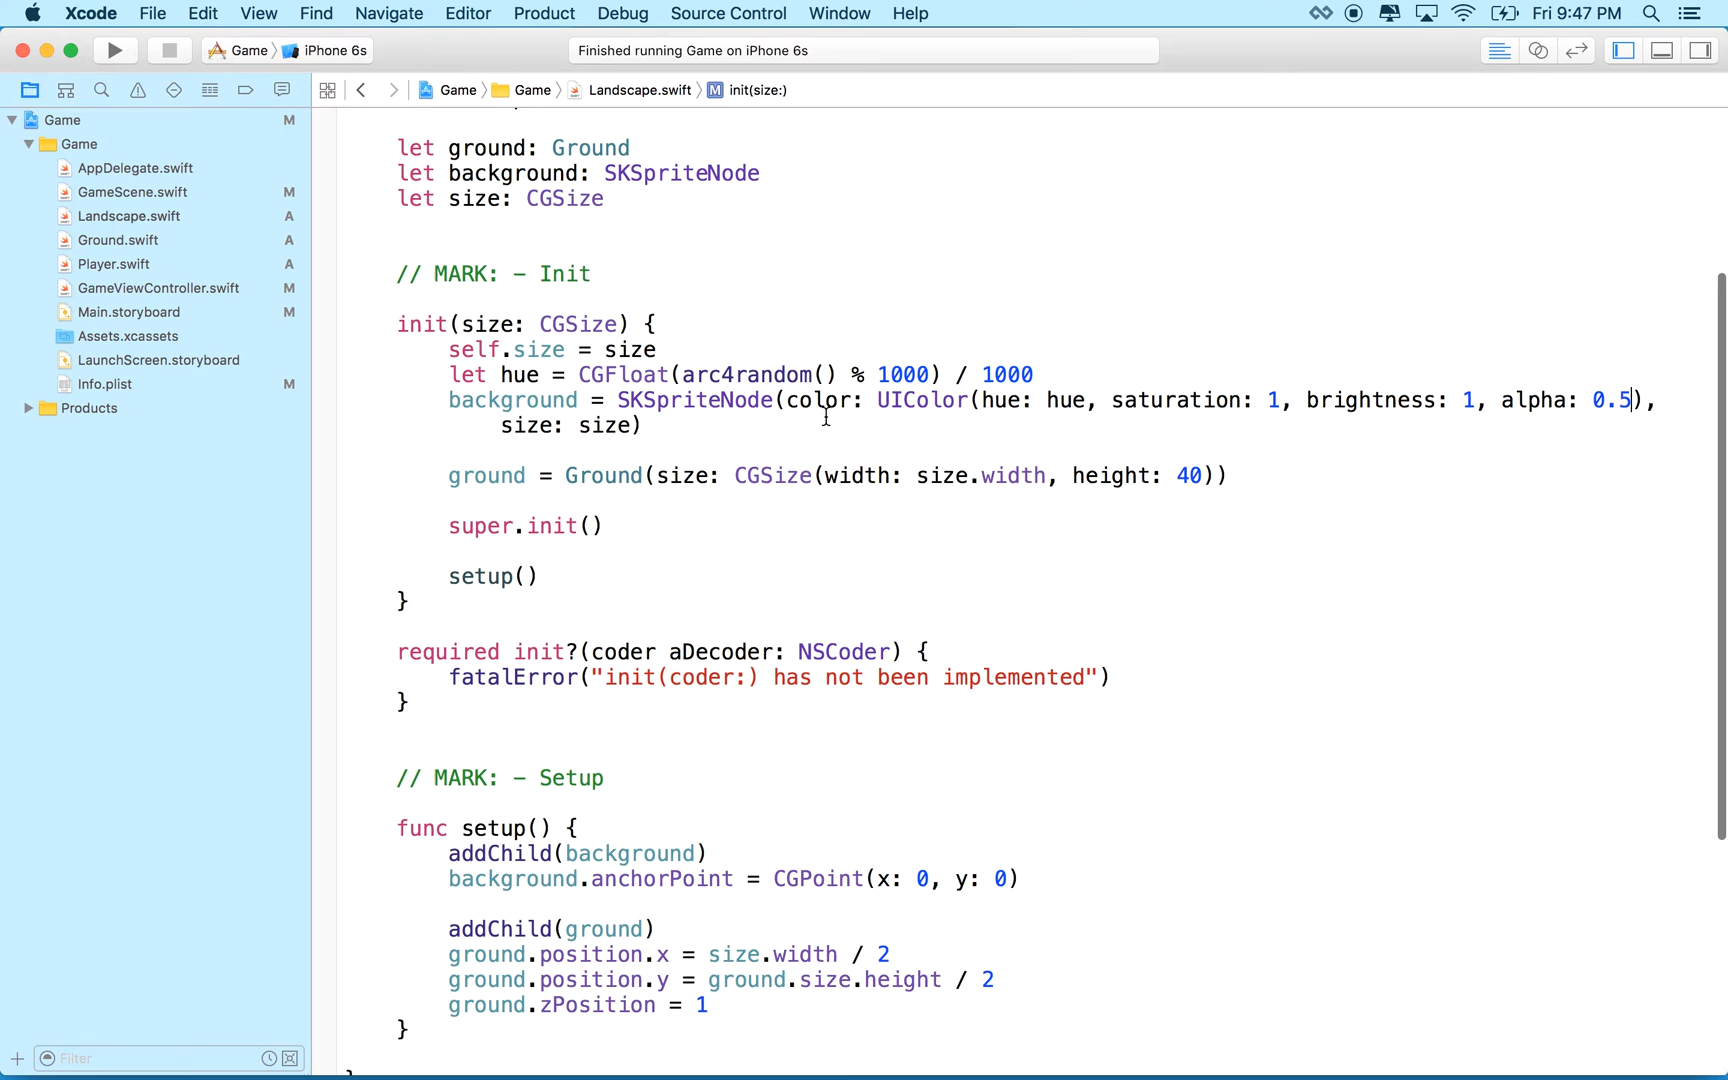 Xcode File Edit View Find Navigate Editor Product Debug Source Control Window Help Fri 9:47 PM
Game iPhone 6s Finished running Game on iPhone 6s
Game Game Landscape.swift M init(size:)
Game M
Game
AppDelegate.swift
GameScene.swift M
Landscape.swift A
Ground.swift A
Player.swift A
GameViewController.swift M
Main.storyboard M
Assets.xcassets
LaunchScreen.storyboard
Info.plist M
Products
Filter
let ground: Ground
let background: SKSpriteNode
let size: CGSize
// MARK: - Init
init(size: CGSize) {
self.size = size
let hue = CGFloat(arc4random() % 1000) / 1000
background = SKSpriteNode(color: UIColor(hue: hue, saturation: 1, brightness: 1, alpha: 0.5),
size: size)
ground = Ground(size: CGSize(width: size.width, height: 40))
super.init()
setup()
}
required init?(coder aDecoder: NSCoder) {
fatalError("init(coder:) has not been implemented")
}
// MARK: - Setup
func setup() {
addChild(background)
background.anchorPoint = CGPoint(x: 0, y: 0)
addChild(ground)
ground.position.x = size.width / 2
ground.position.y = ground.size.height / 2
ground.zPosition = 1
}